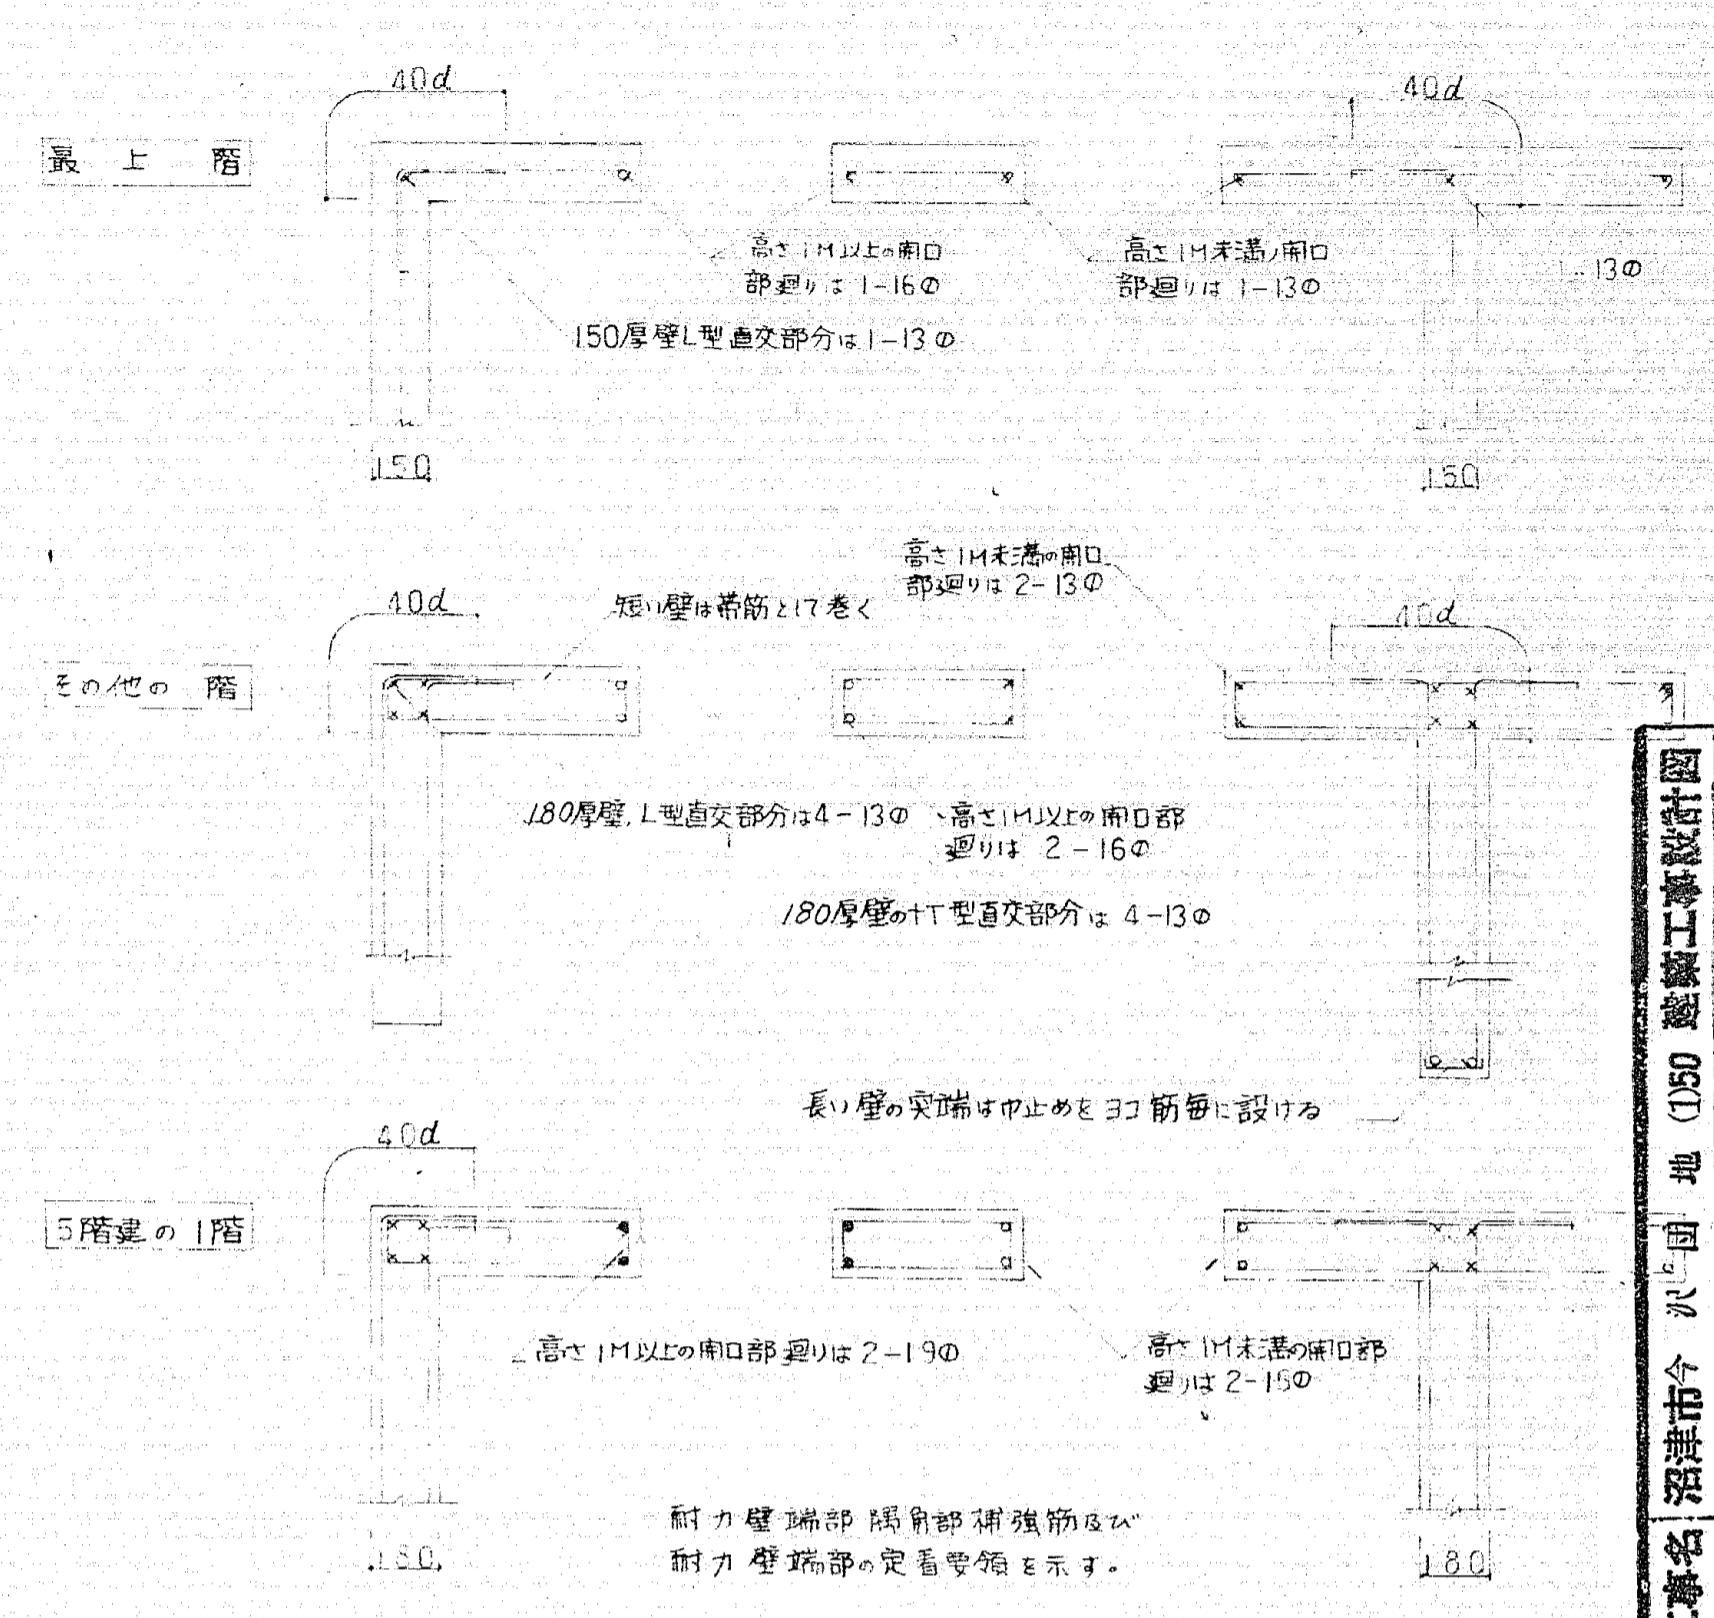 40d
40d
最上階
高さ1M以上の開口
部廻りは 1-16Φ
高さ1M未満ノ開口
部廻りは 1-13Φ
13Φ
150厚壁L型直交部分は1-13Φ
150
150
高さ1M未満の開口
部廻りは 2-13Φ
40d
短い壁は帯筋として巻く
40d
その他の階
180厚壁,L型直交部分は4-13Φ
高さ1M以上の開口部
廻りは 2-16Φ
180厚壁の+T型直交部分は 4-13Φ
長い壁の突端は巾止めをヨコ筋毎に設ける
40d
5階建の1階
高さ1M以上の開口部廻りは2-19Φ
高さ1M未満の開口部
廻りは2-16Φ
耐力壁端部隅角部補強筋及び
耐力壁端部の定着要領を示す。
180
180
事名 沼津市今沢団地 (1)50 建築工事設計図